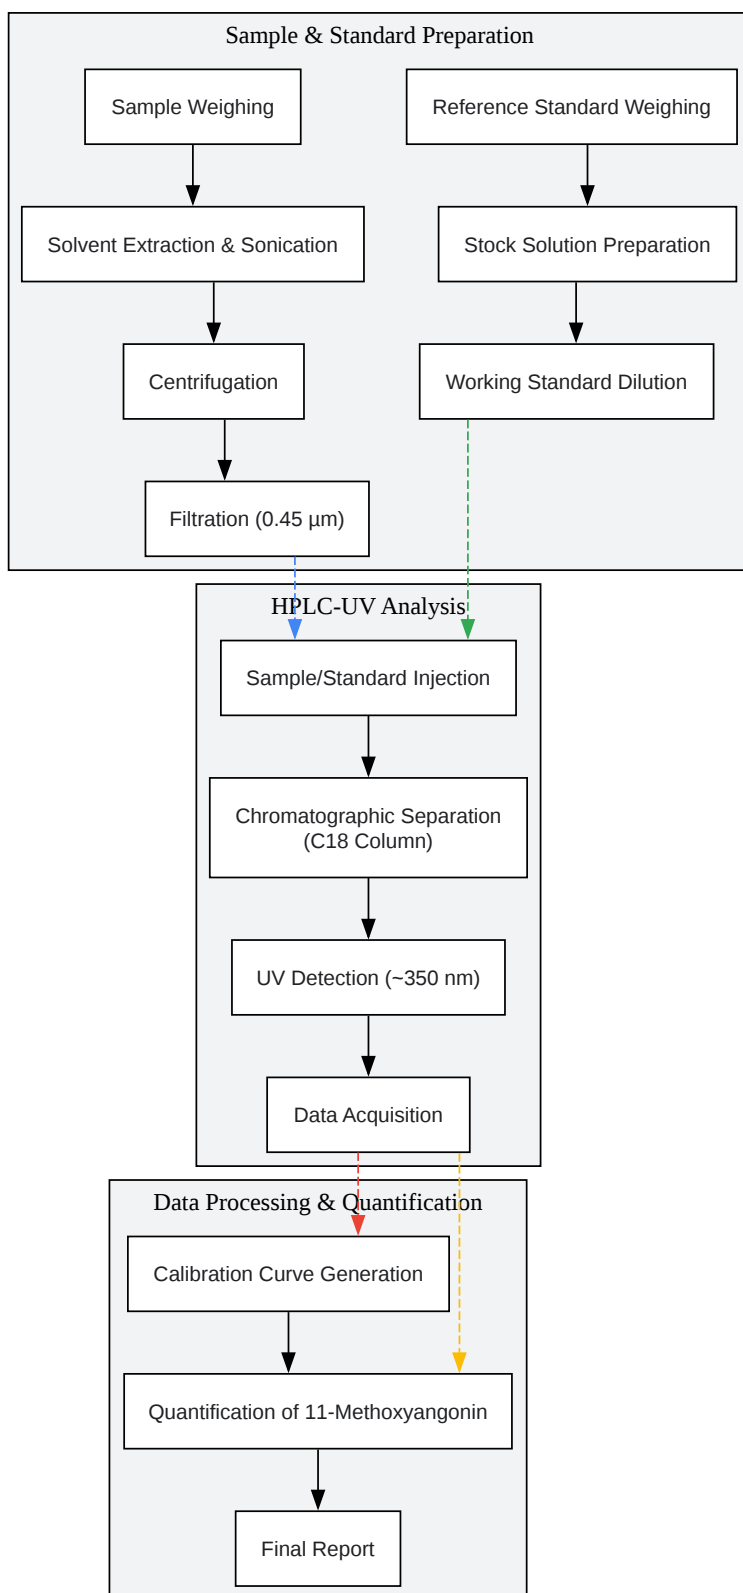 Sample & Standard Preparation
Sample Weighing
Reference Standard Weighing
Solvent Extraction & Sonication
Stock Solution Preparation
Centrifugation
Working Standard Dilution
Filtration (0.45 µm)
HPLC-UV Analysis
Sample/Standard Injection
Chromatographic Separation
(C18 Column)
UV Detection (~350 nm)
Data Acquisition
Data Processing & Quantification
Calibration Curve Generation
Quantification of 11-Methoxyangonin
Final Report